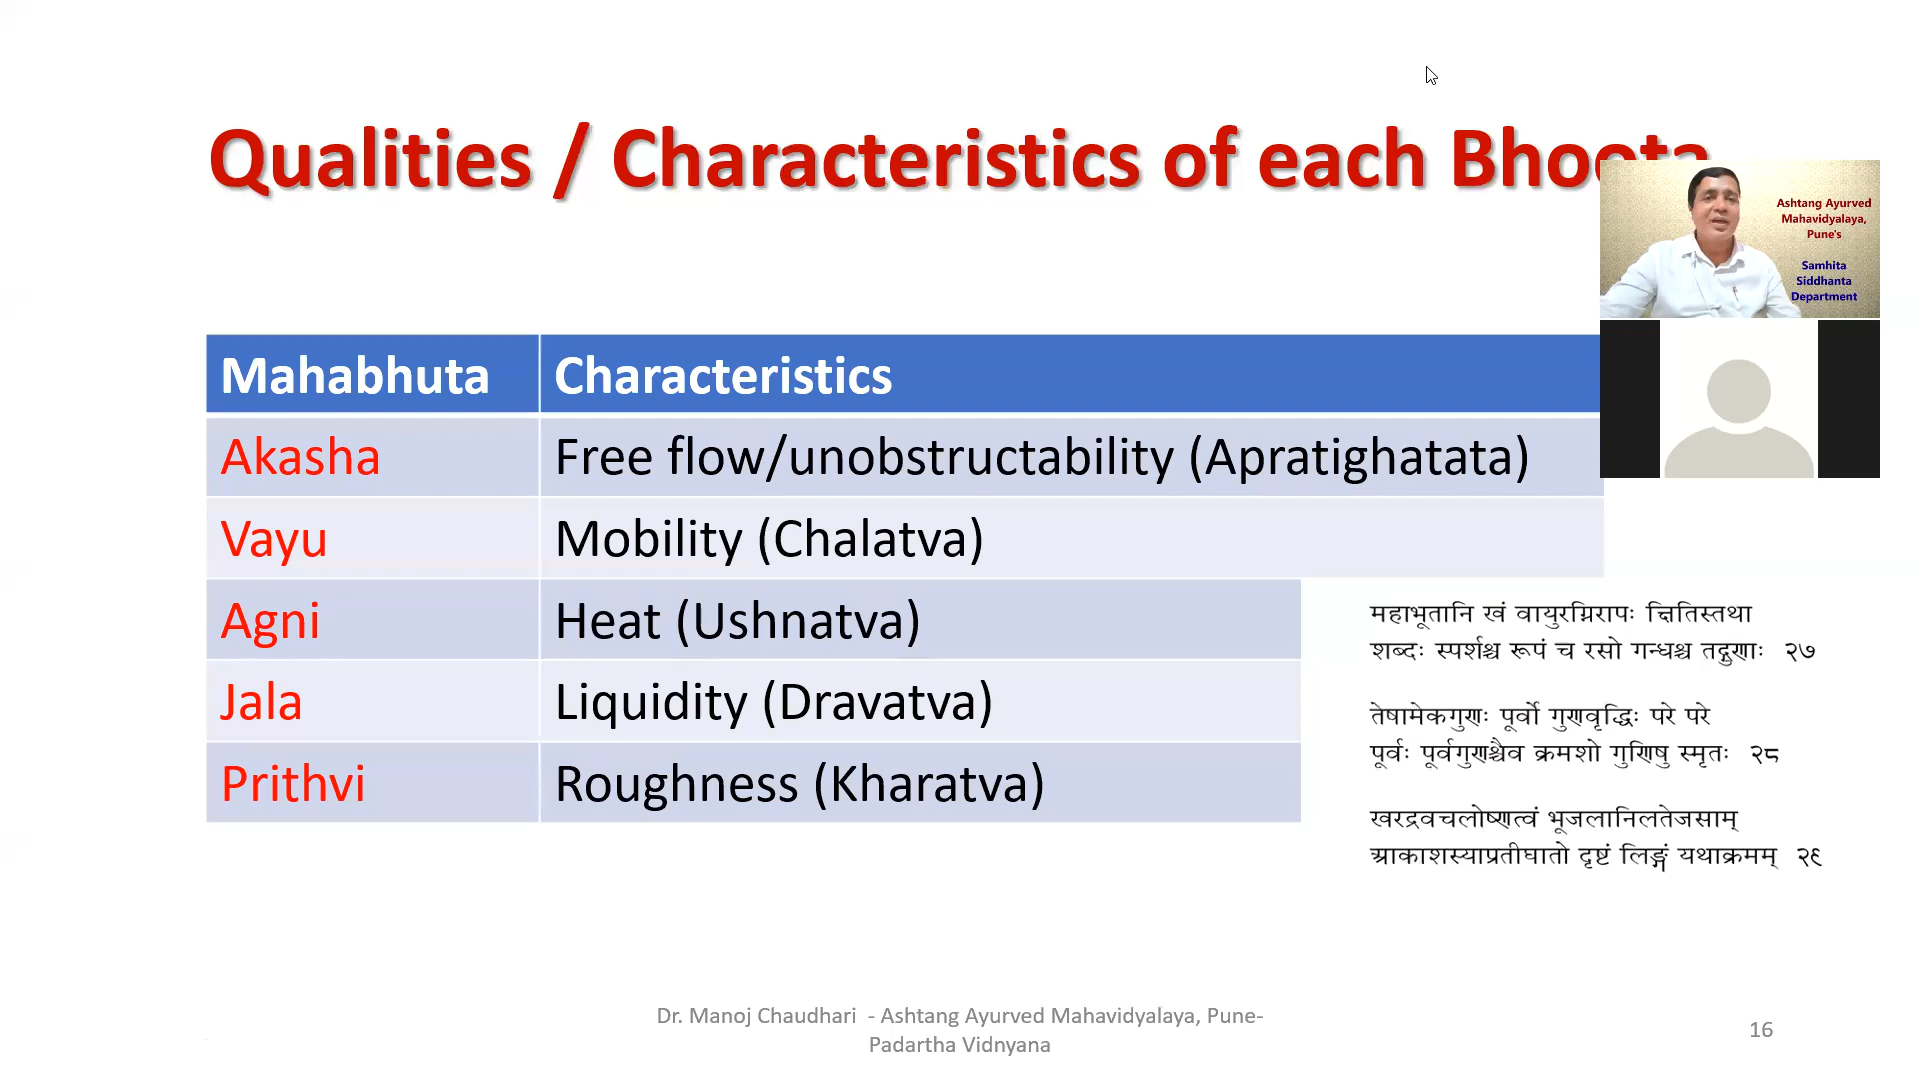 Qualities / Characteristics of each Bhoota
Ashtang Ayurved
Mahavidyalaya,
Pune's
Samhita
Siddhanta
Department
Mahabhuta Characteristics
Akasha Free flow/unobstructability (Apratighatata)
Vayu Mobility (Chalatva)
Agni Heat (Ushnatva)
Jala Liquidity (Dravatva)
Prithvi Roughness (Kharatva)
महाभूतानि खं वायुरग्निरापः क्षितिस्तथा
शब्दः स्पर्शश्च रूपं च रसो गन्धश्च तद्गुणाः २७
तेषामेकगुणः पूर्वो गुणवृद्धिः परे परे
पूर्वः पूर्वगुणश्चैव क्रमशो गुणिषु स्मृतः २८
खरद्रवचलोष्णत्वं भूजलानिलतेजसाम्
आकाशस्याप्रतीघातो दृष्टं लिङ्गं यथाक्रमम् २९
Dr. Manoj Chaudhari - Ashtang Ayurved Mahavidyalaya, Pune-
Padartha Vidnyana
16